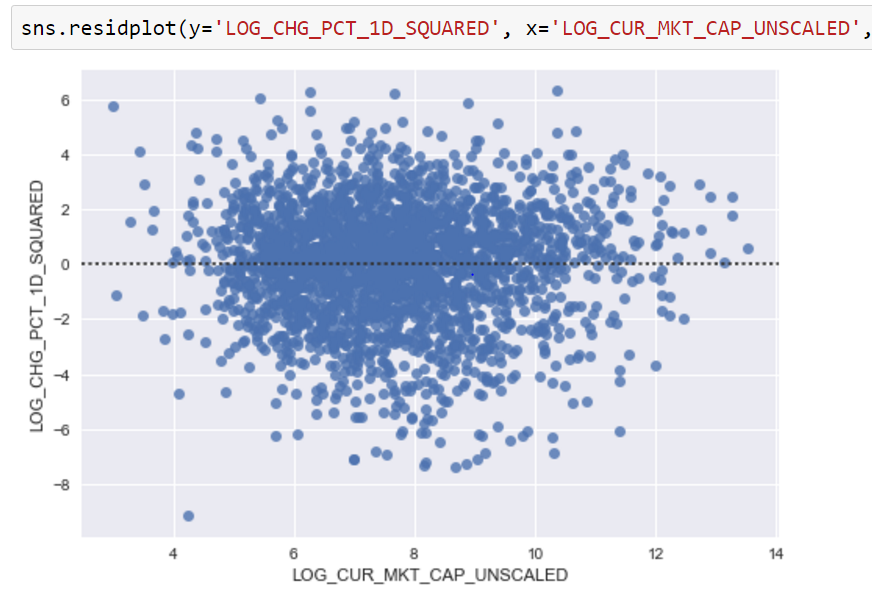 sns.residplot(y='LOG_CHG_PCT_1D_SQUARED', x='LOG_CUR_MKT_CAP_UNSCALED',
6
4
2
0
−2
−4
−6
−8
LOG_CHG_PCT_1D_SQUARED
4 6 8 10 12 14
LOG_CUR_MKT_CAP_UNSCALED